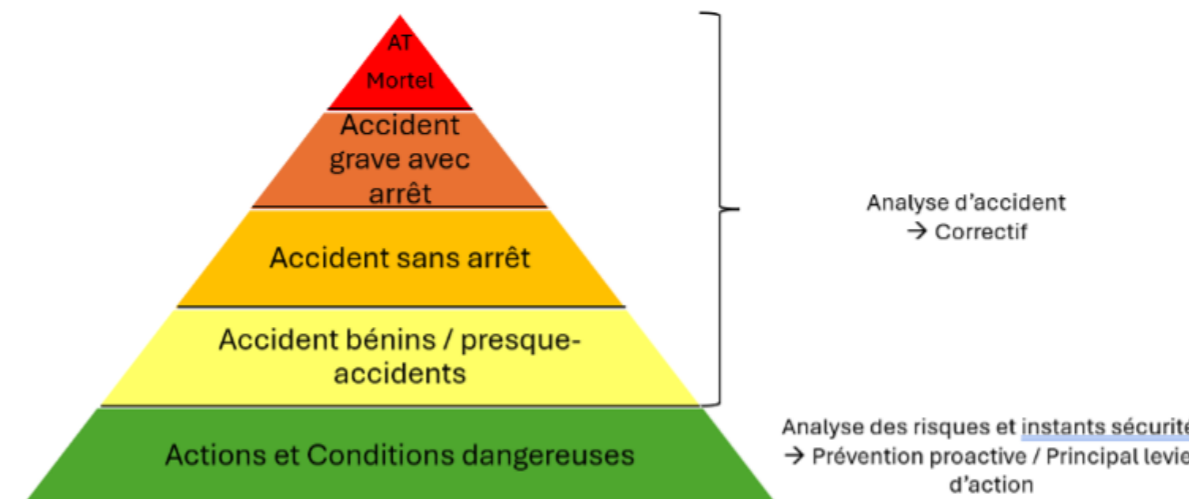 AT
Mortel
Accident
grave avec
arrêt
Accident sans arrêt
Accident bénins / presque-
accidents
Actions et Conditions dangereuses
Analyse d’accident
→ Correctif
Analyse des risques et instants sécurité
→ Prévention proactive / Principal levie
d’action